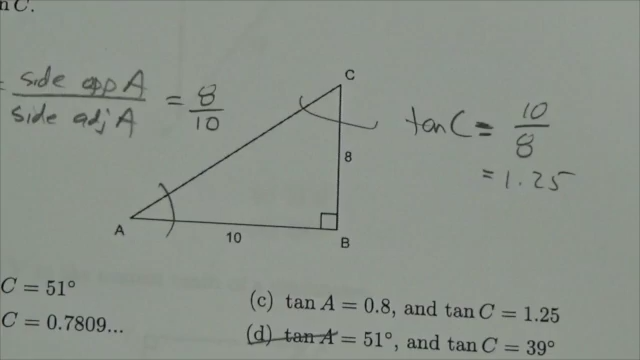 n C.
= side opp A / side adj A = 8/10
C
tan C = 10/8
= 1.25
8
A
10
B
C = 51°
C = 0.7809...
(c) tan A = 0.8, and tan C = 1.25
(d) tan A = 51°, and tan C = 39°